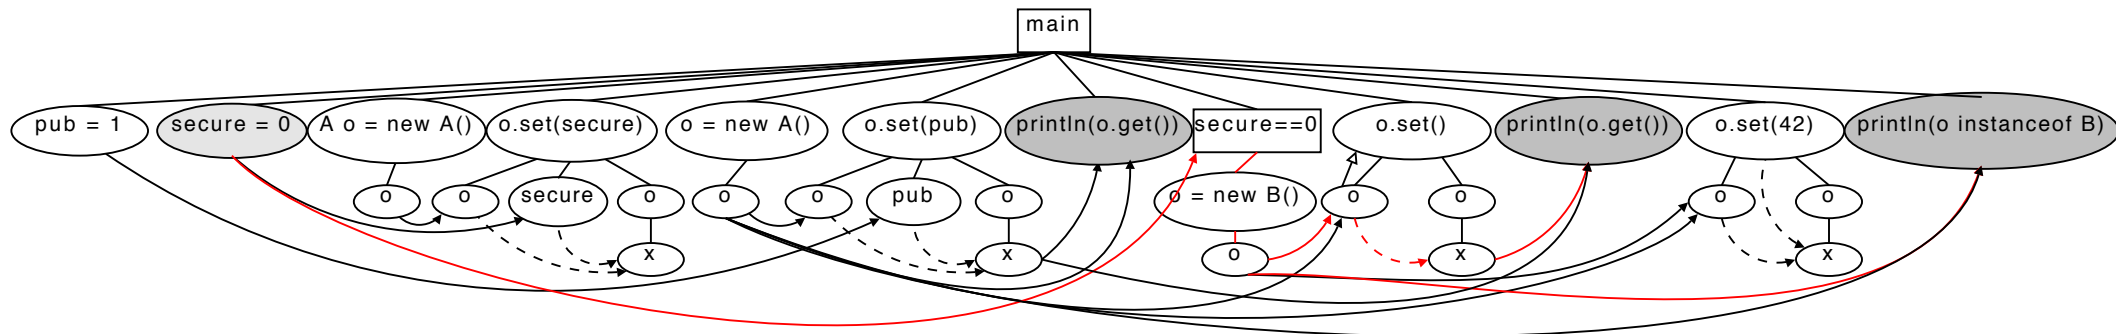 main
pub = 1
secure = 0
A o = new A()
o.set(secure)
o = new A()
o.set(pub)
println(o.get())
secure==0
o.set()
println(o.get())
o.set(42)
println(o instanceof B)
o
o
secure
o
o
o
pub
o
o = new B()
o
o
o
o
x
x
o
x
x